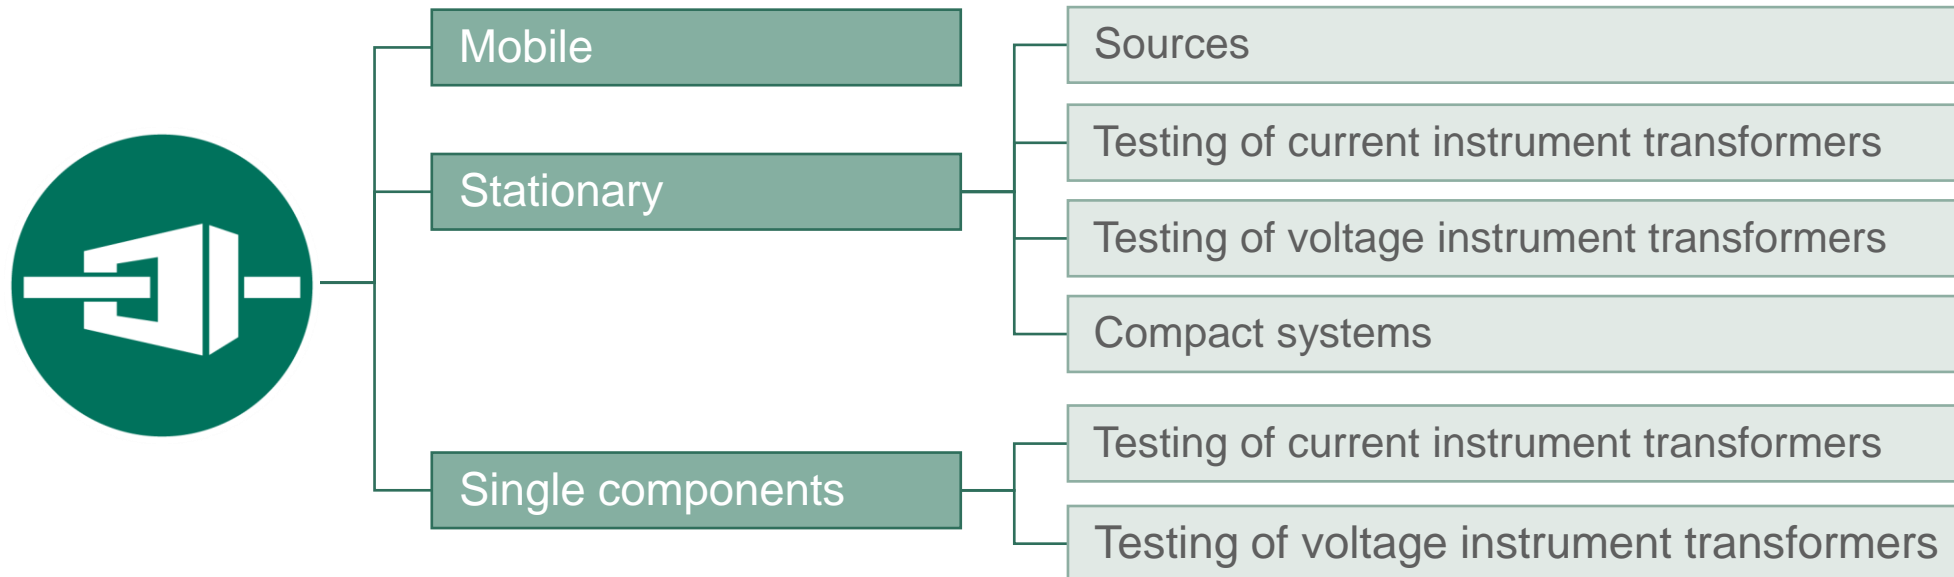 Mobile
Stationary
Sources
Testing of current instrument transformers
Testing of voltage instrument transformers
Compact systems
Single components
Testing of current instrument transformers
Testing of voltage instrument transformers